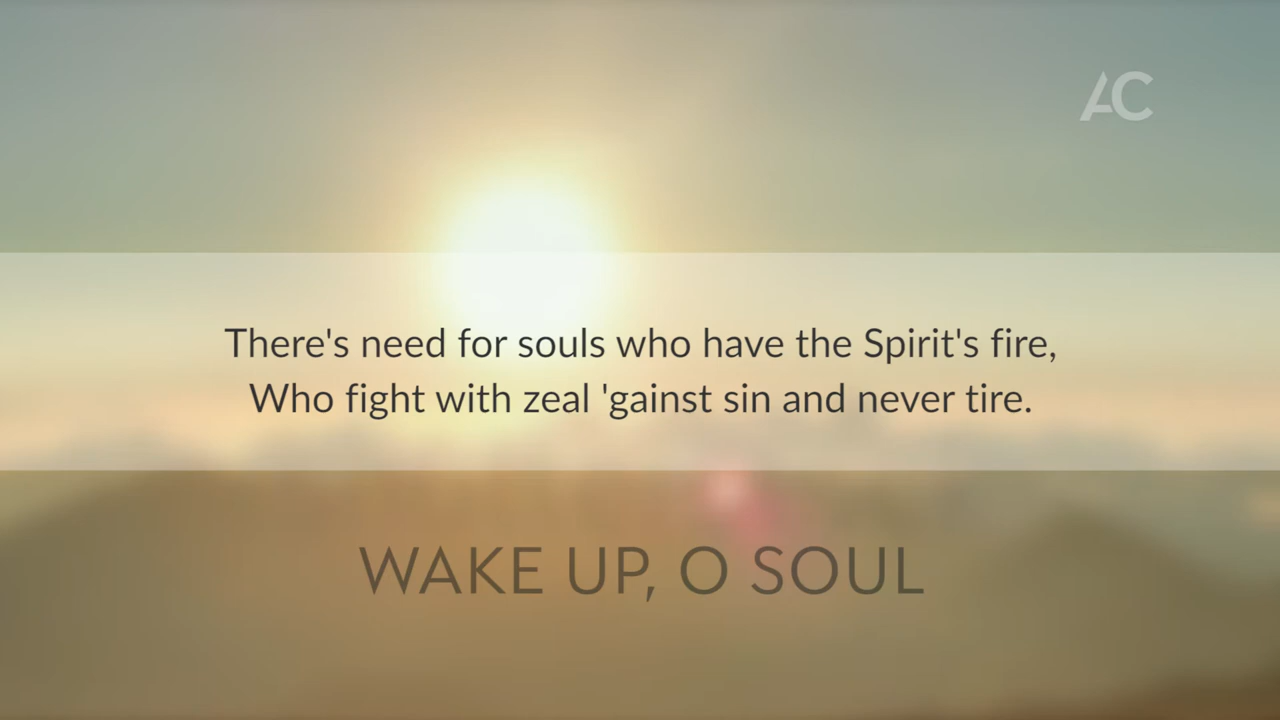 AC
There's need for souls who have the Spirit's fire,
Who fight with zeal 'gainst sin and never tire.
WAKE UP, O SOUL